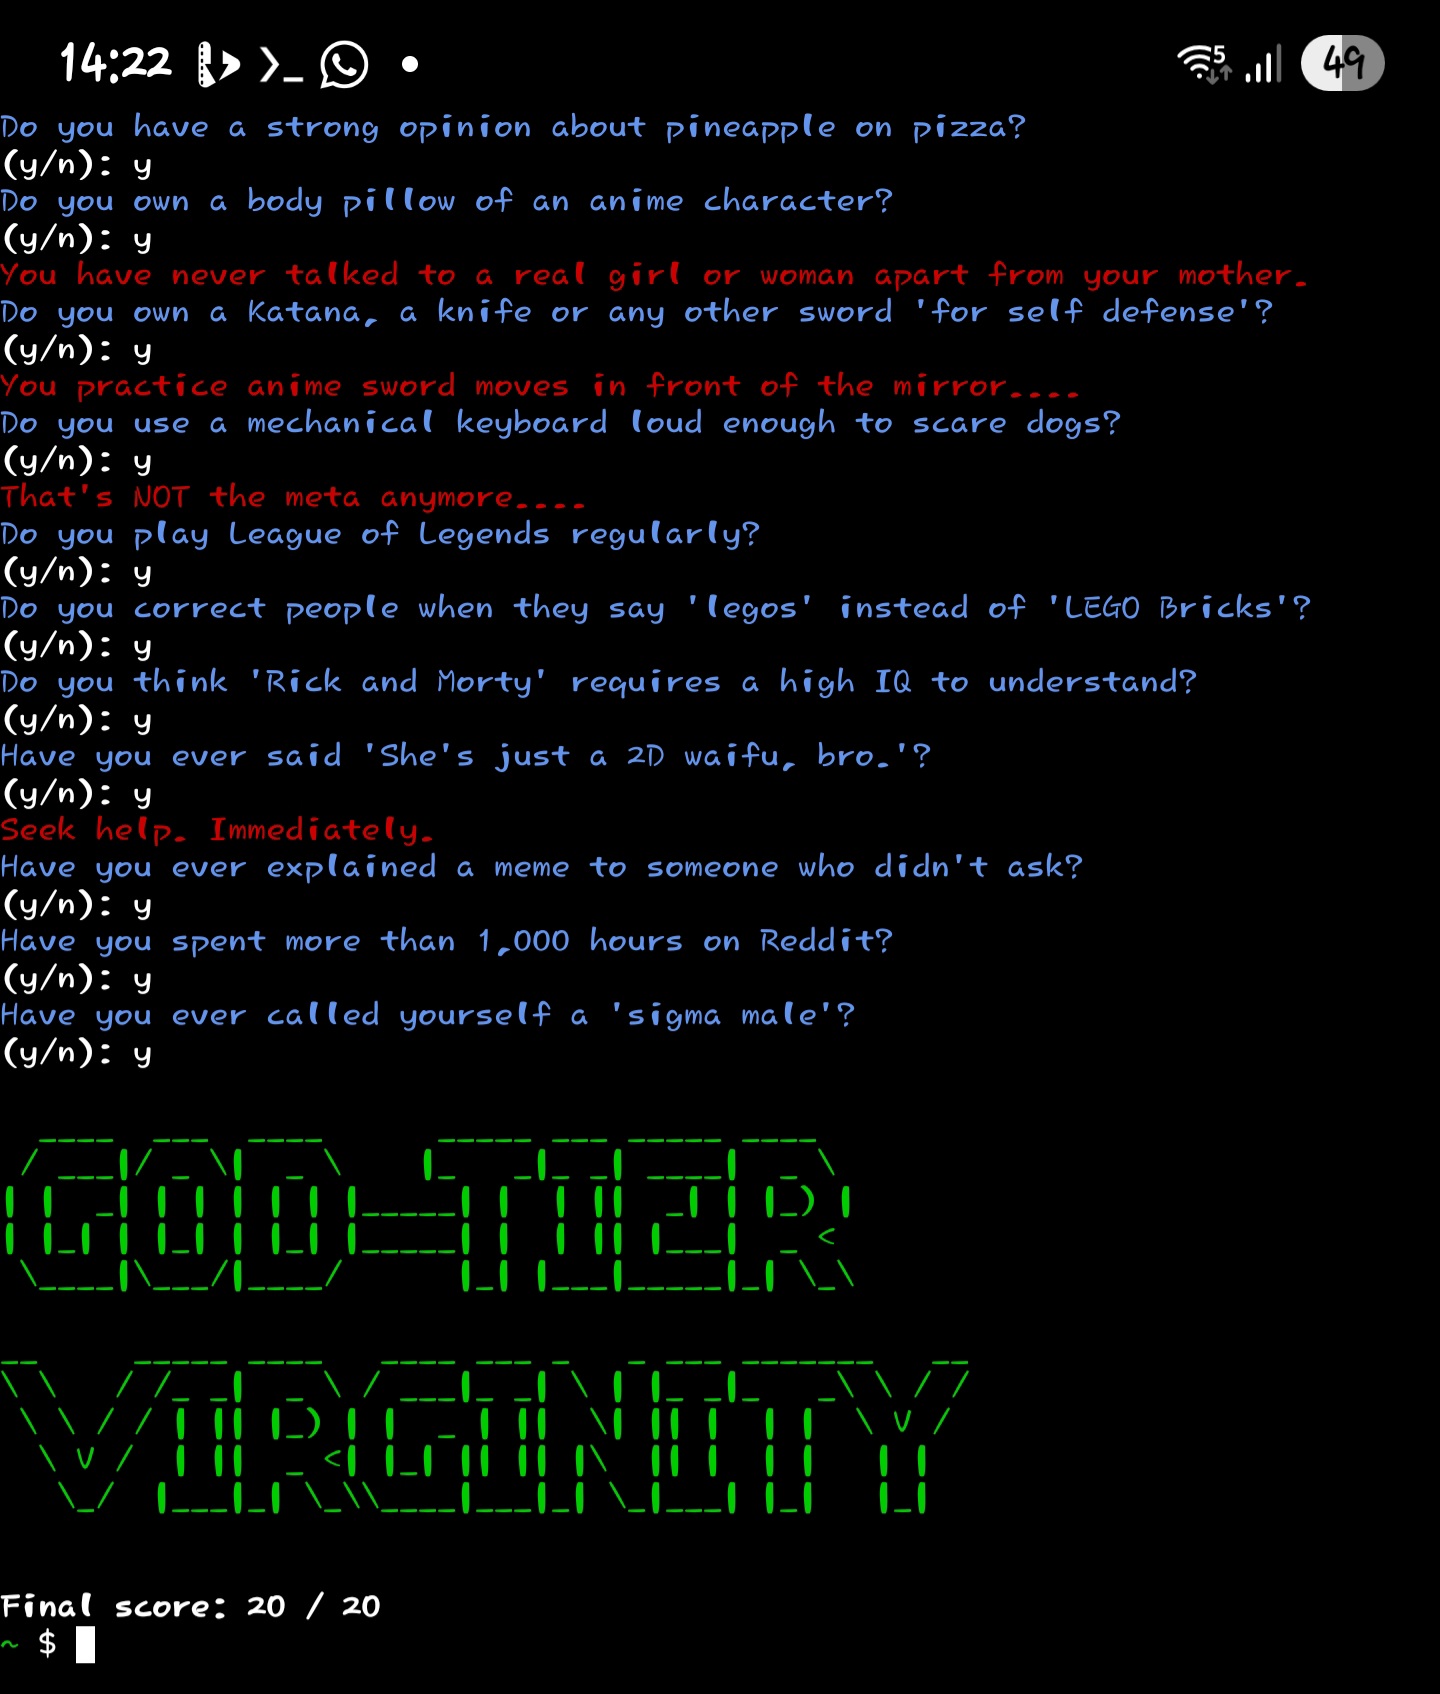 14:22
5
49
Do you have a strong opinion about pineapple on pizza?
(y/n): y
Do you own a body pillow of an anime character?
(y/n): y
You have never talked to a real girl or woman apart from your mother.
Do you own a Katana, a knife or any other sword 'for self defense'?
(y/n): y
You practice anime sword moves in front of the mirror....
Do you use a mechanical keyboard loud enough to scare dogs?
(y/n): y
That's NOT the meta anymore....
Do you play League of Legends regularly?
(y/n): y
Do you correct people when they say 'legos' instead of 'LEGO Bricks'?
(y/n): y
Do you think 'Rick and Morty' requires a high IQ to understand?
(y/n): y
Have you ever said 'She's just a 2D waifu, bro.'?
(y/n): y
Seek help. Immediately.
Have you ever explained a meme to someone who didn't ask?
(y/n): y
Have you spent more than 1,000 hours on Reddit?
(y/n): y
Have you ever called yourself a 'sigma male'?
(y/n): y
GOD-TIER
VIRGINITY
Final score: 20 / 20
~ $